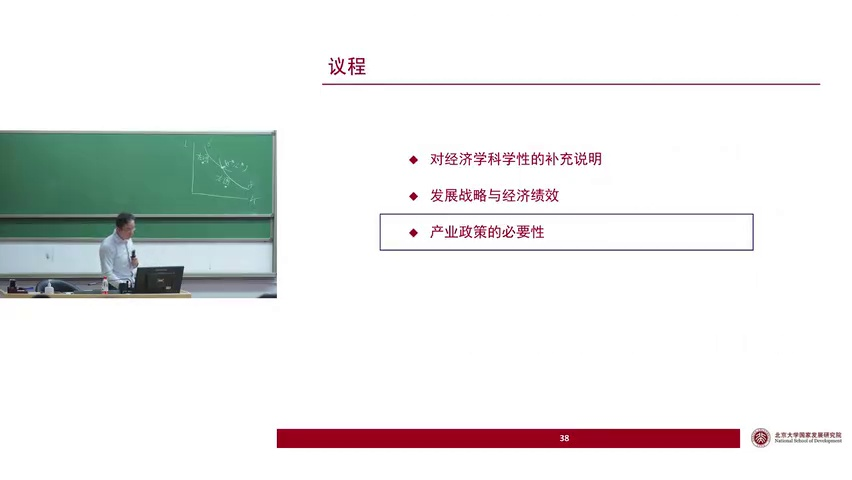 议程
对经济学科学性的补充说明
发展战略与经济绩效
产业政策的必要性
38
北京大学国家发展研究院
National School of Development